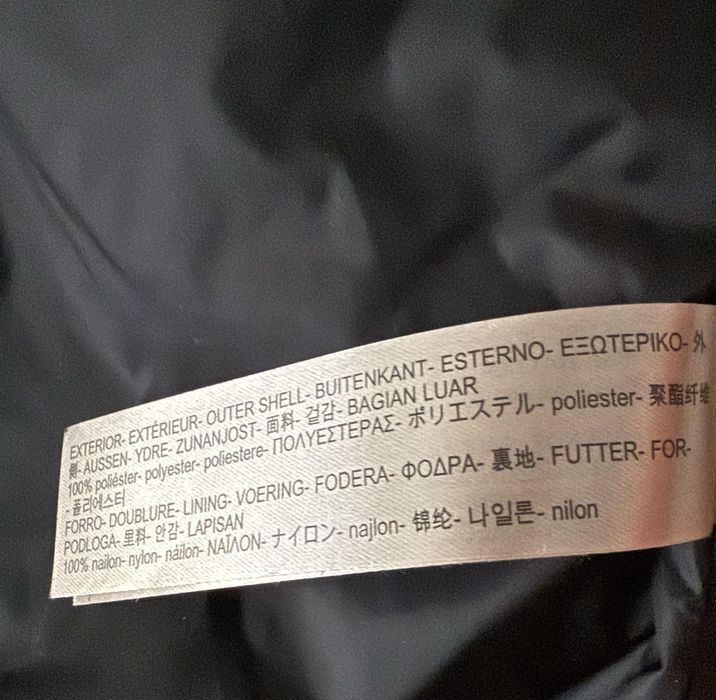 EXTERIOR- EXTÉRIEUR- OUTER SHELL- BUITENKANT- ESTERNO- ΕΞΩΤΕΡΙΚΟ- 外
側- AUSSEN- YDRE- ZUNANJOST- 面料- 겉감- BAGIAN LUAR
100% poliéster- polyester- poliestere- ΠΟΛΥΕΣΤΕΡΑΣ- ポリエステル- poliester- 聚酯纤维
- 폴리에스터
FORRO- DOUBLURE- LINING- VOERING- FODERA- ΦΟΔΡΑ- 裏地- FUTTER- FOR-
PODLOGA- 里料- 안감- LAPISAN
100% nailon- nylon- náilon- ΝΑΪΛΟΝ- ナイロン- najlon- 锦纶- 나일론- nilon